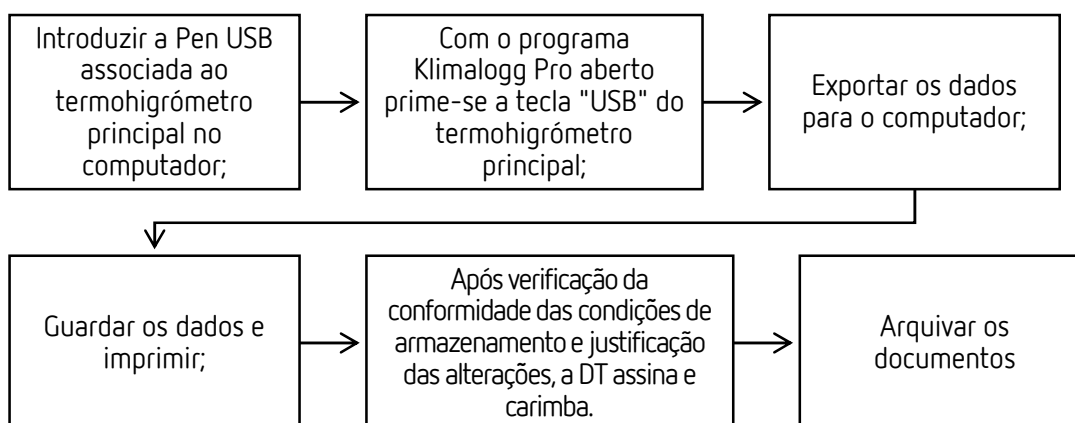 Introduzir a Pen USB
associada ao
termohigrómetro
principal no
computador;
Com o programa
Klimalogg Pro aberto
prime-se a tecla "USB" do
termohigrómetro
principal;
Exportar os dados
para o computador;
Guardar os dados e
imprimir;
Após verificação da
conformidade das condições de
armazenamento e justificação
das alterações, a DT assina e
carimba.
Arquivar os
documentos